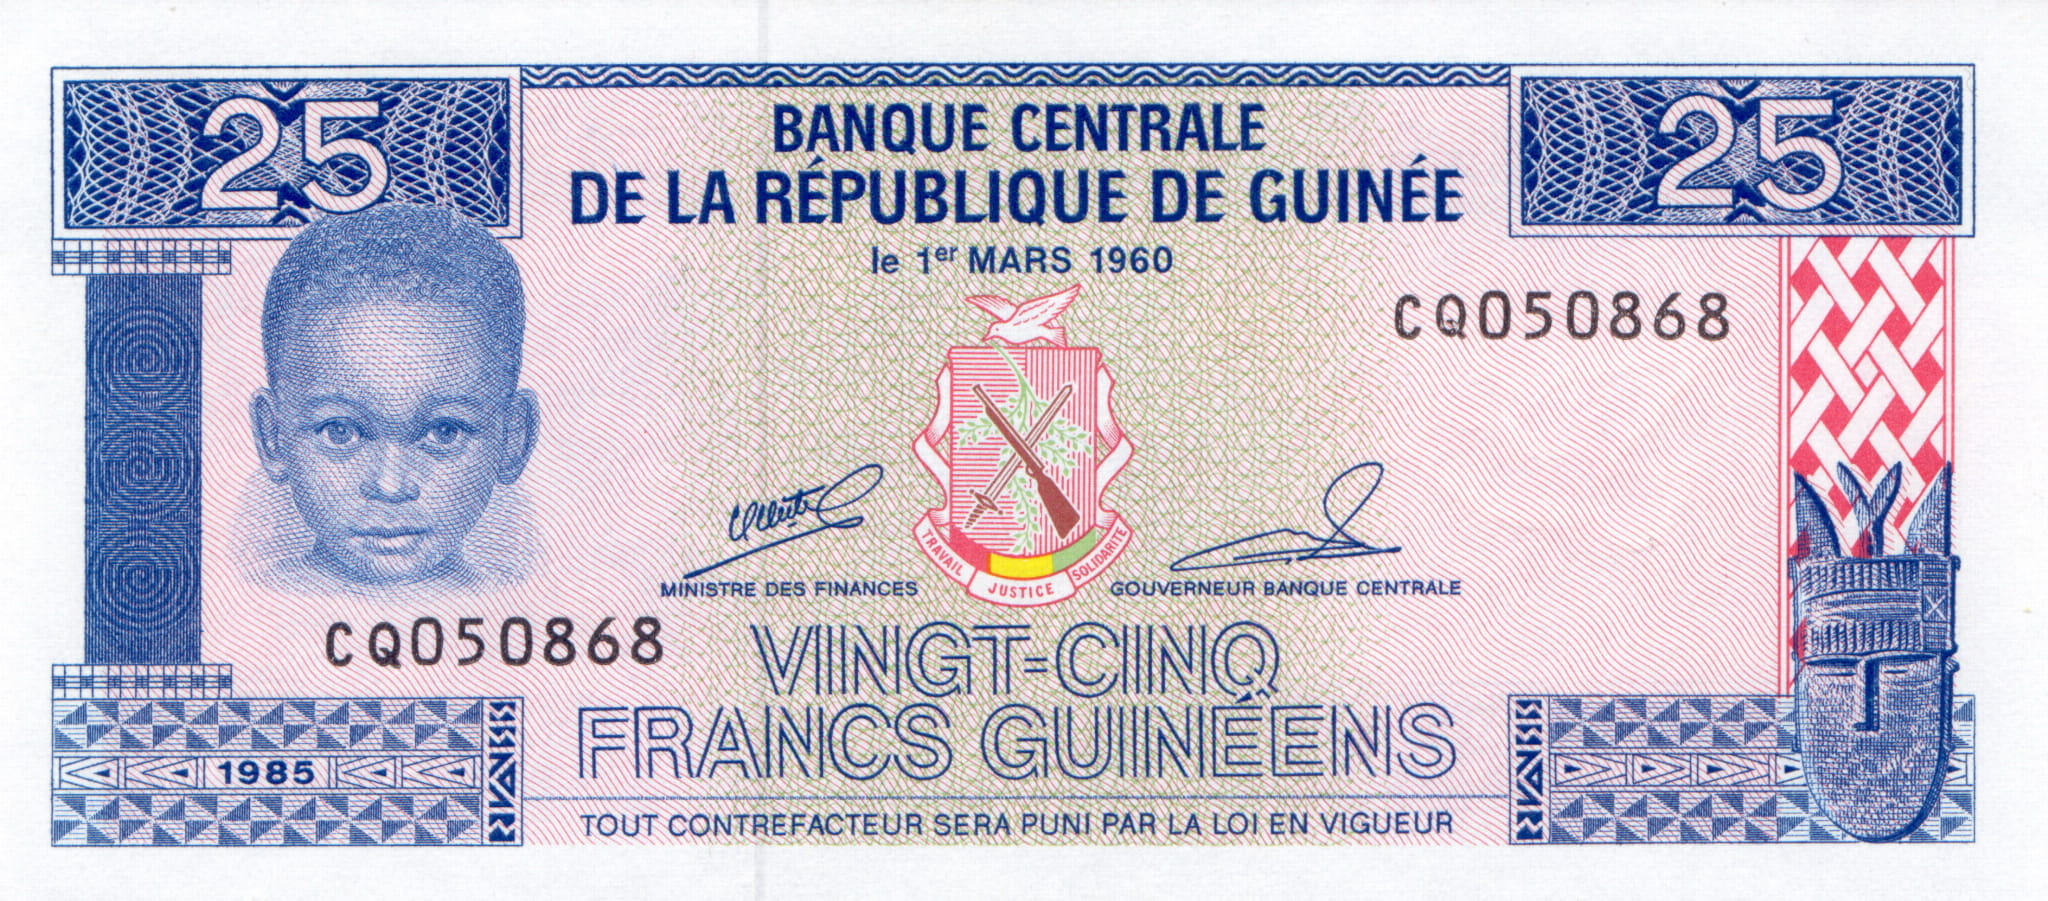 25
25
BANQUE CENTRALE
DE LA RÉPUBLIQUE DE GUINÉE
le 1er MARS 1960
CQ050868
TRAVAIL JUSTICE SOLIDARITE
MINISTRE DES FINANCES
GOUVERNEUR BANQUE CENTRALE
CQ050868
VINGT-CINQ
FRANCS GUINÉENS
1985
TOUT CONTREFACTEUR SERA PUNI PAR LA LOI EN VIGUEUR